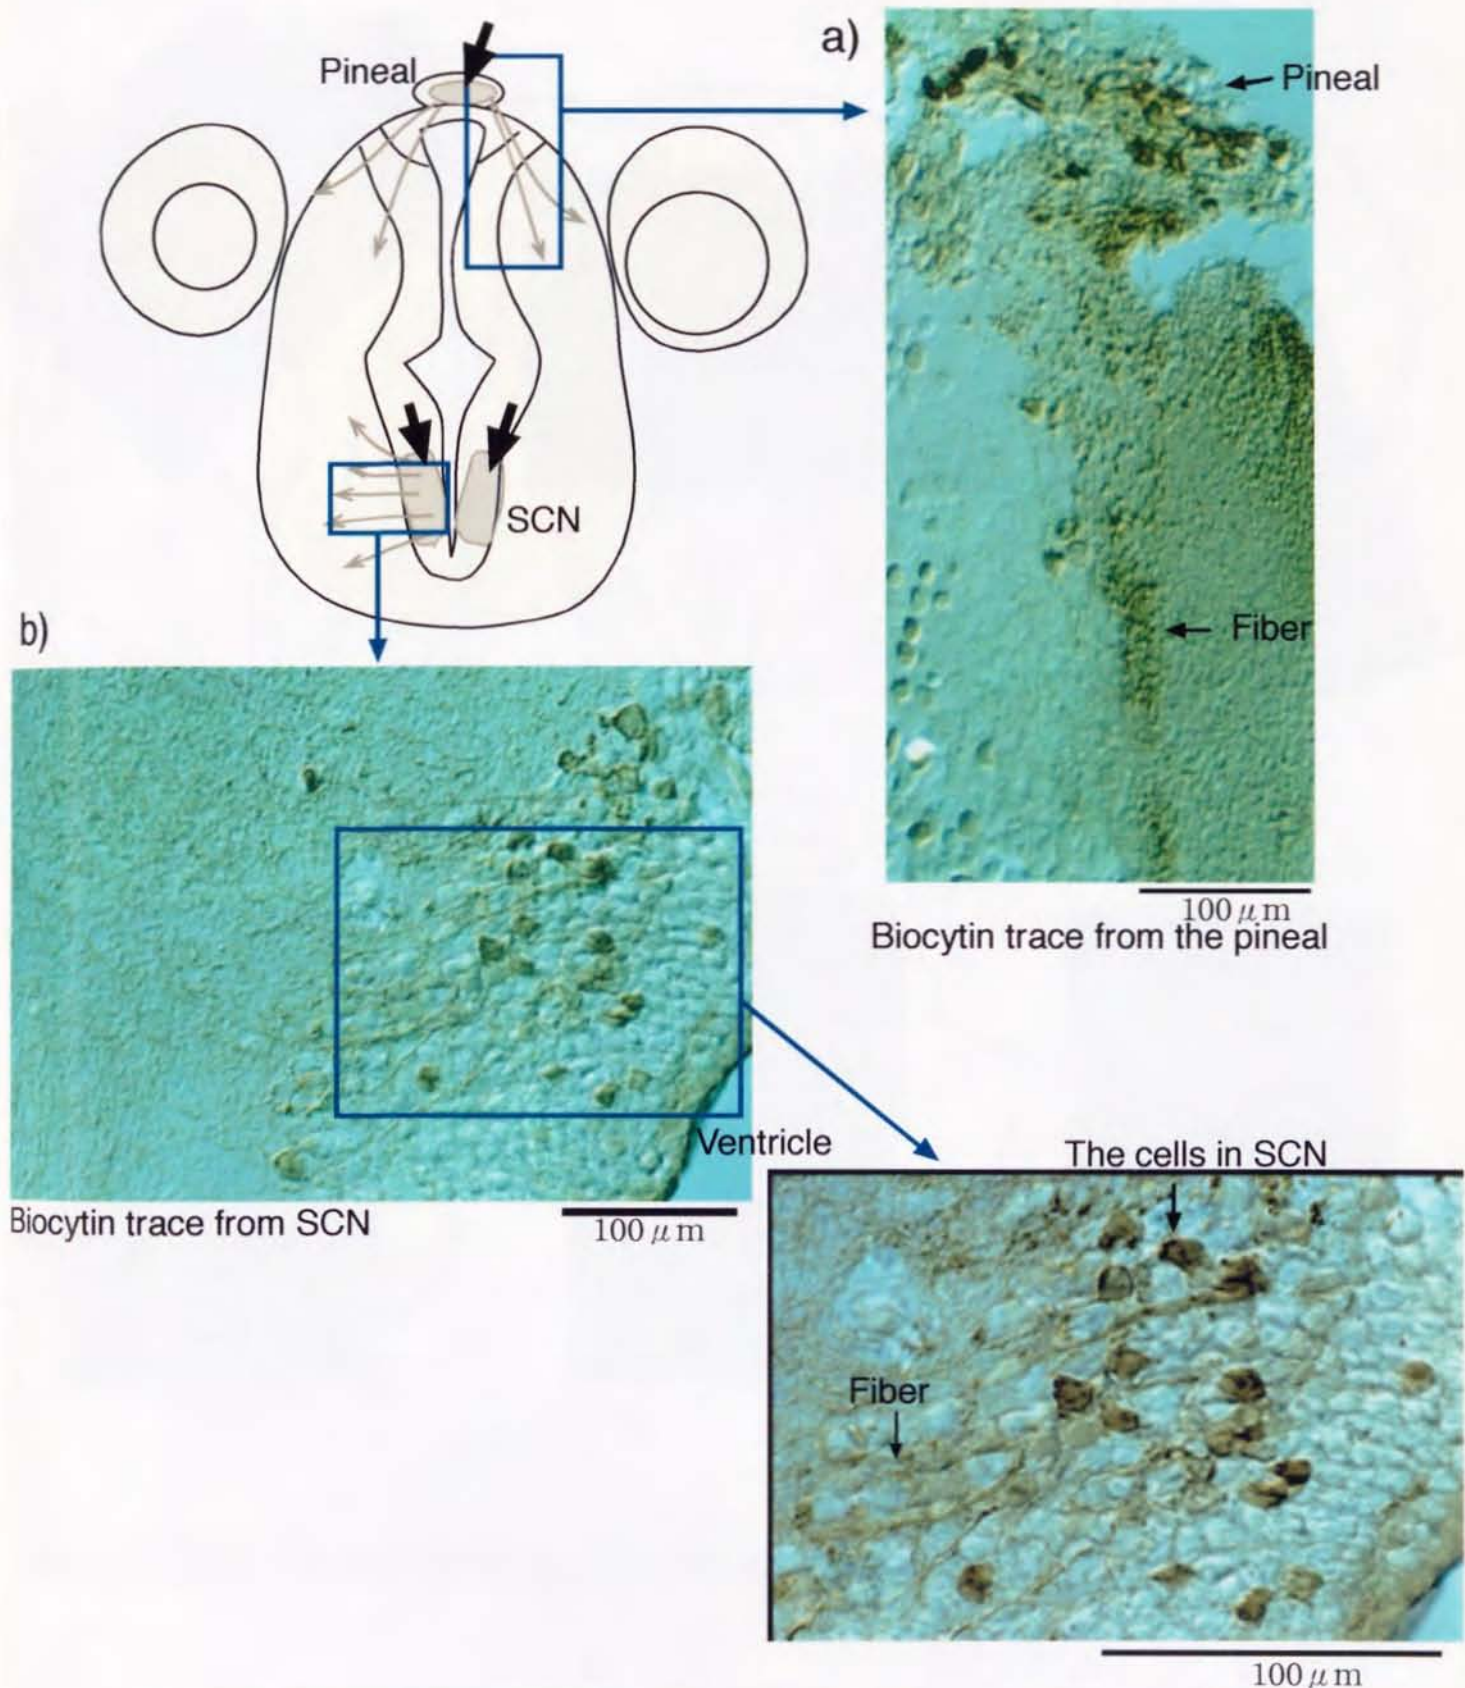 Pineal
SCN
a)
Pineal
Fiber
100 μm
Biocytin trace from the pineal
b)
Ventricle
Biocytin trace from SCN
100 μm
The cells in SCN
Fiber
100 μm